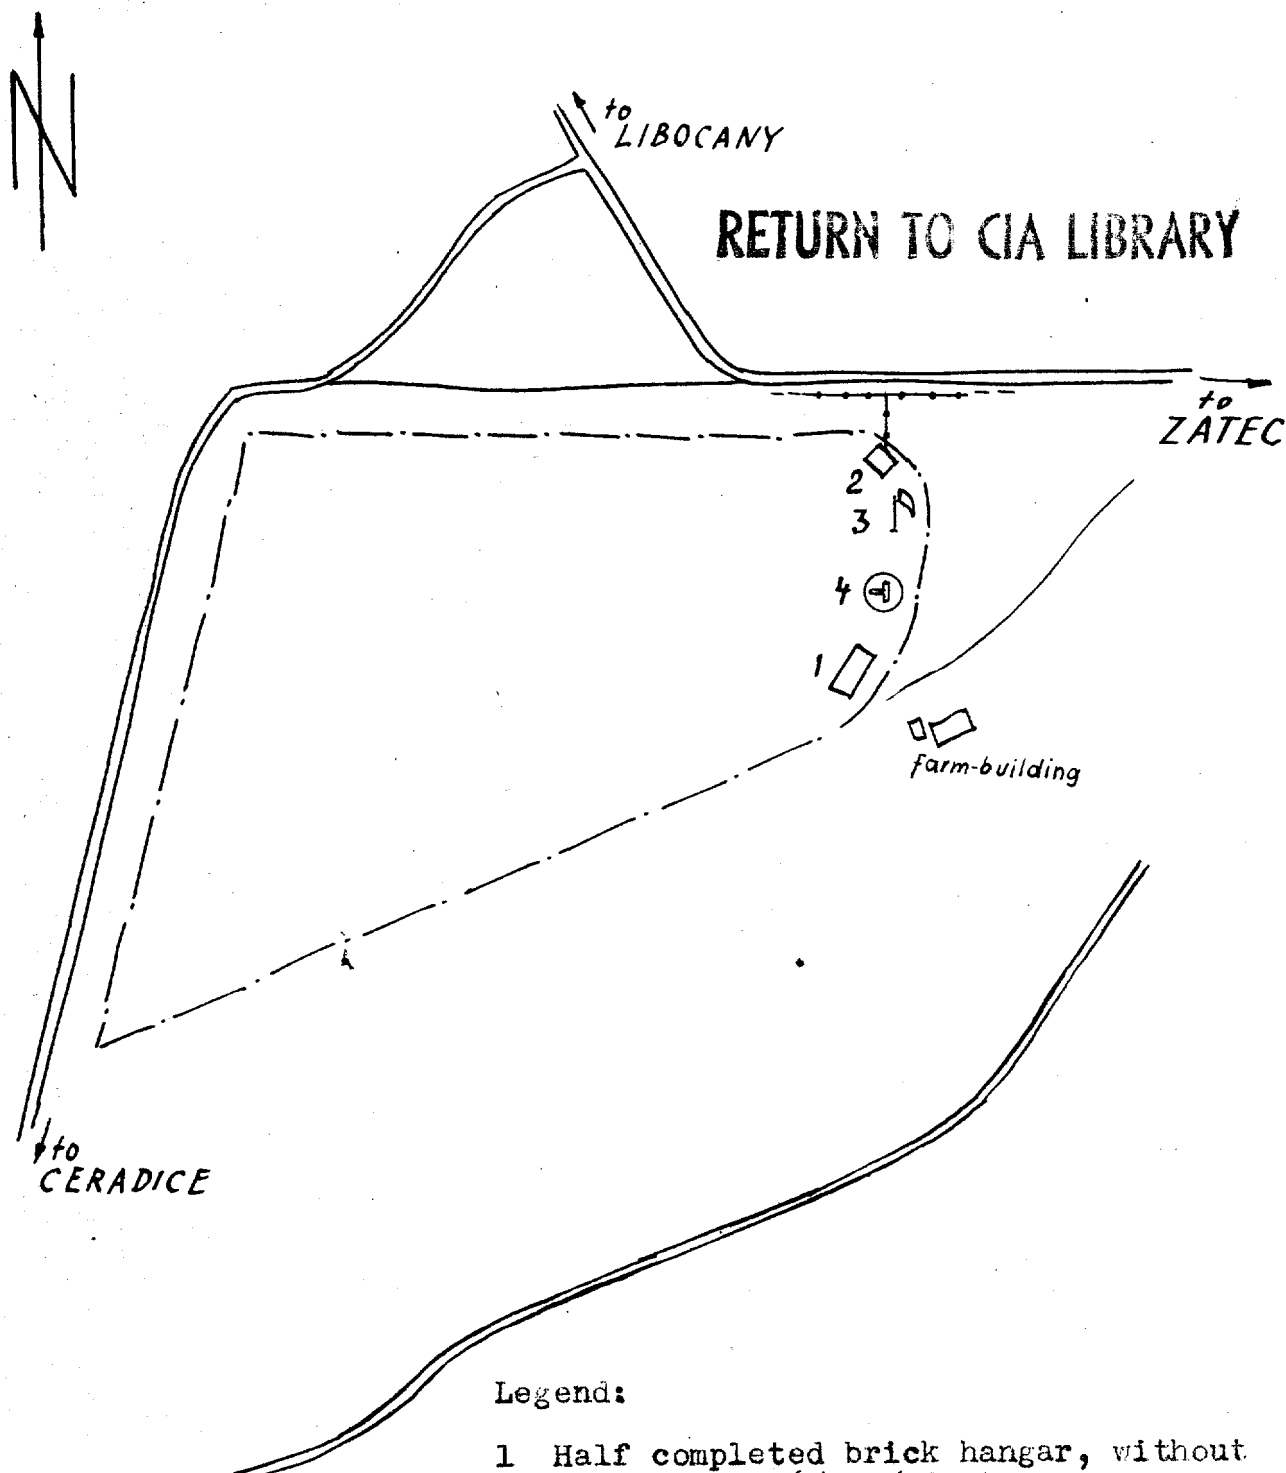 N
to
LIBOCANY
RETURN TO CIA LIBRARY
to
ZATEC
2
3
4
1
farm-building
to
CERADICE
Legend:
1 Half completed brick hangar, without